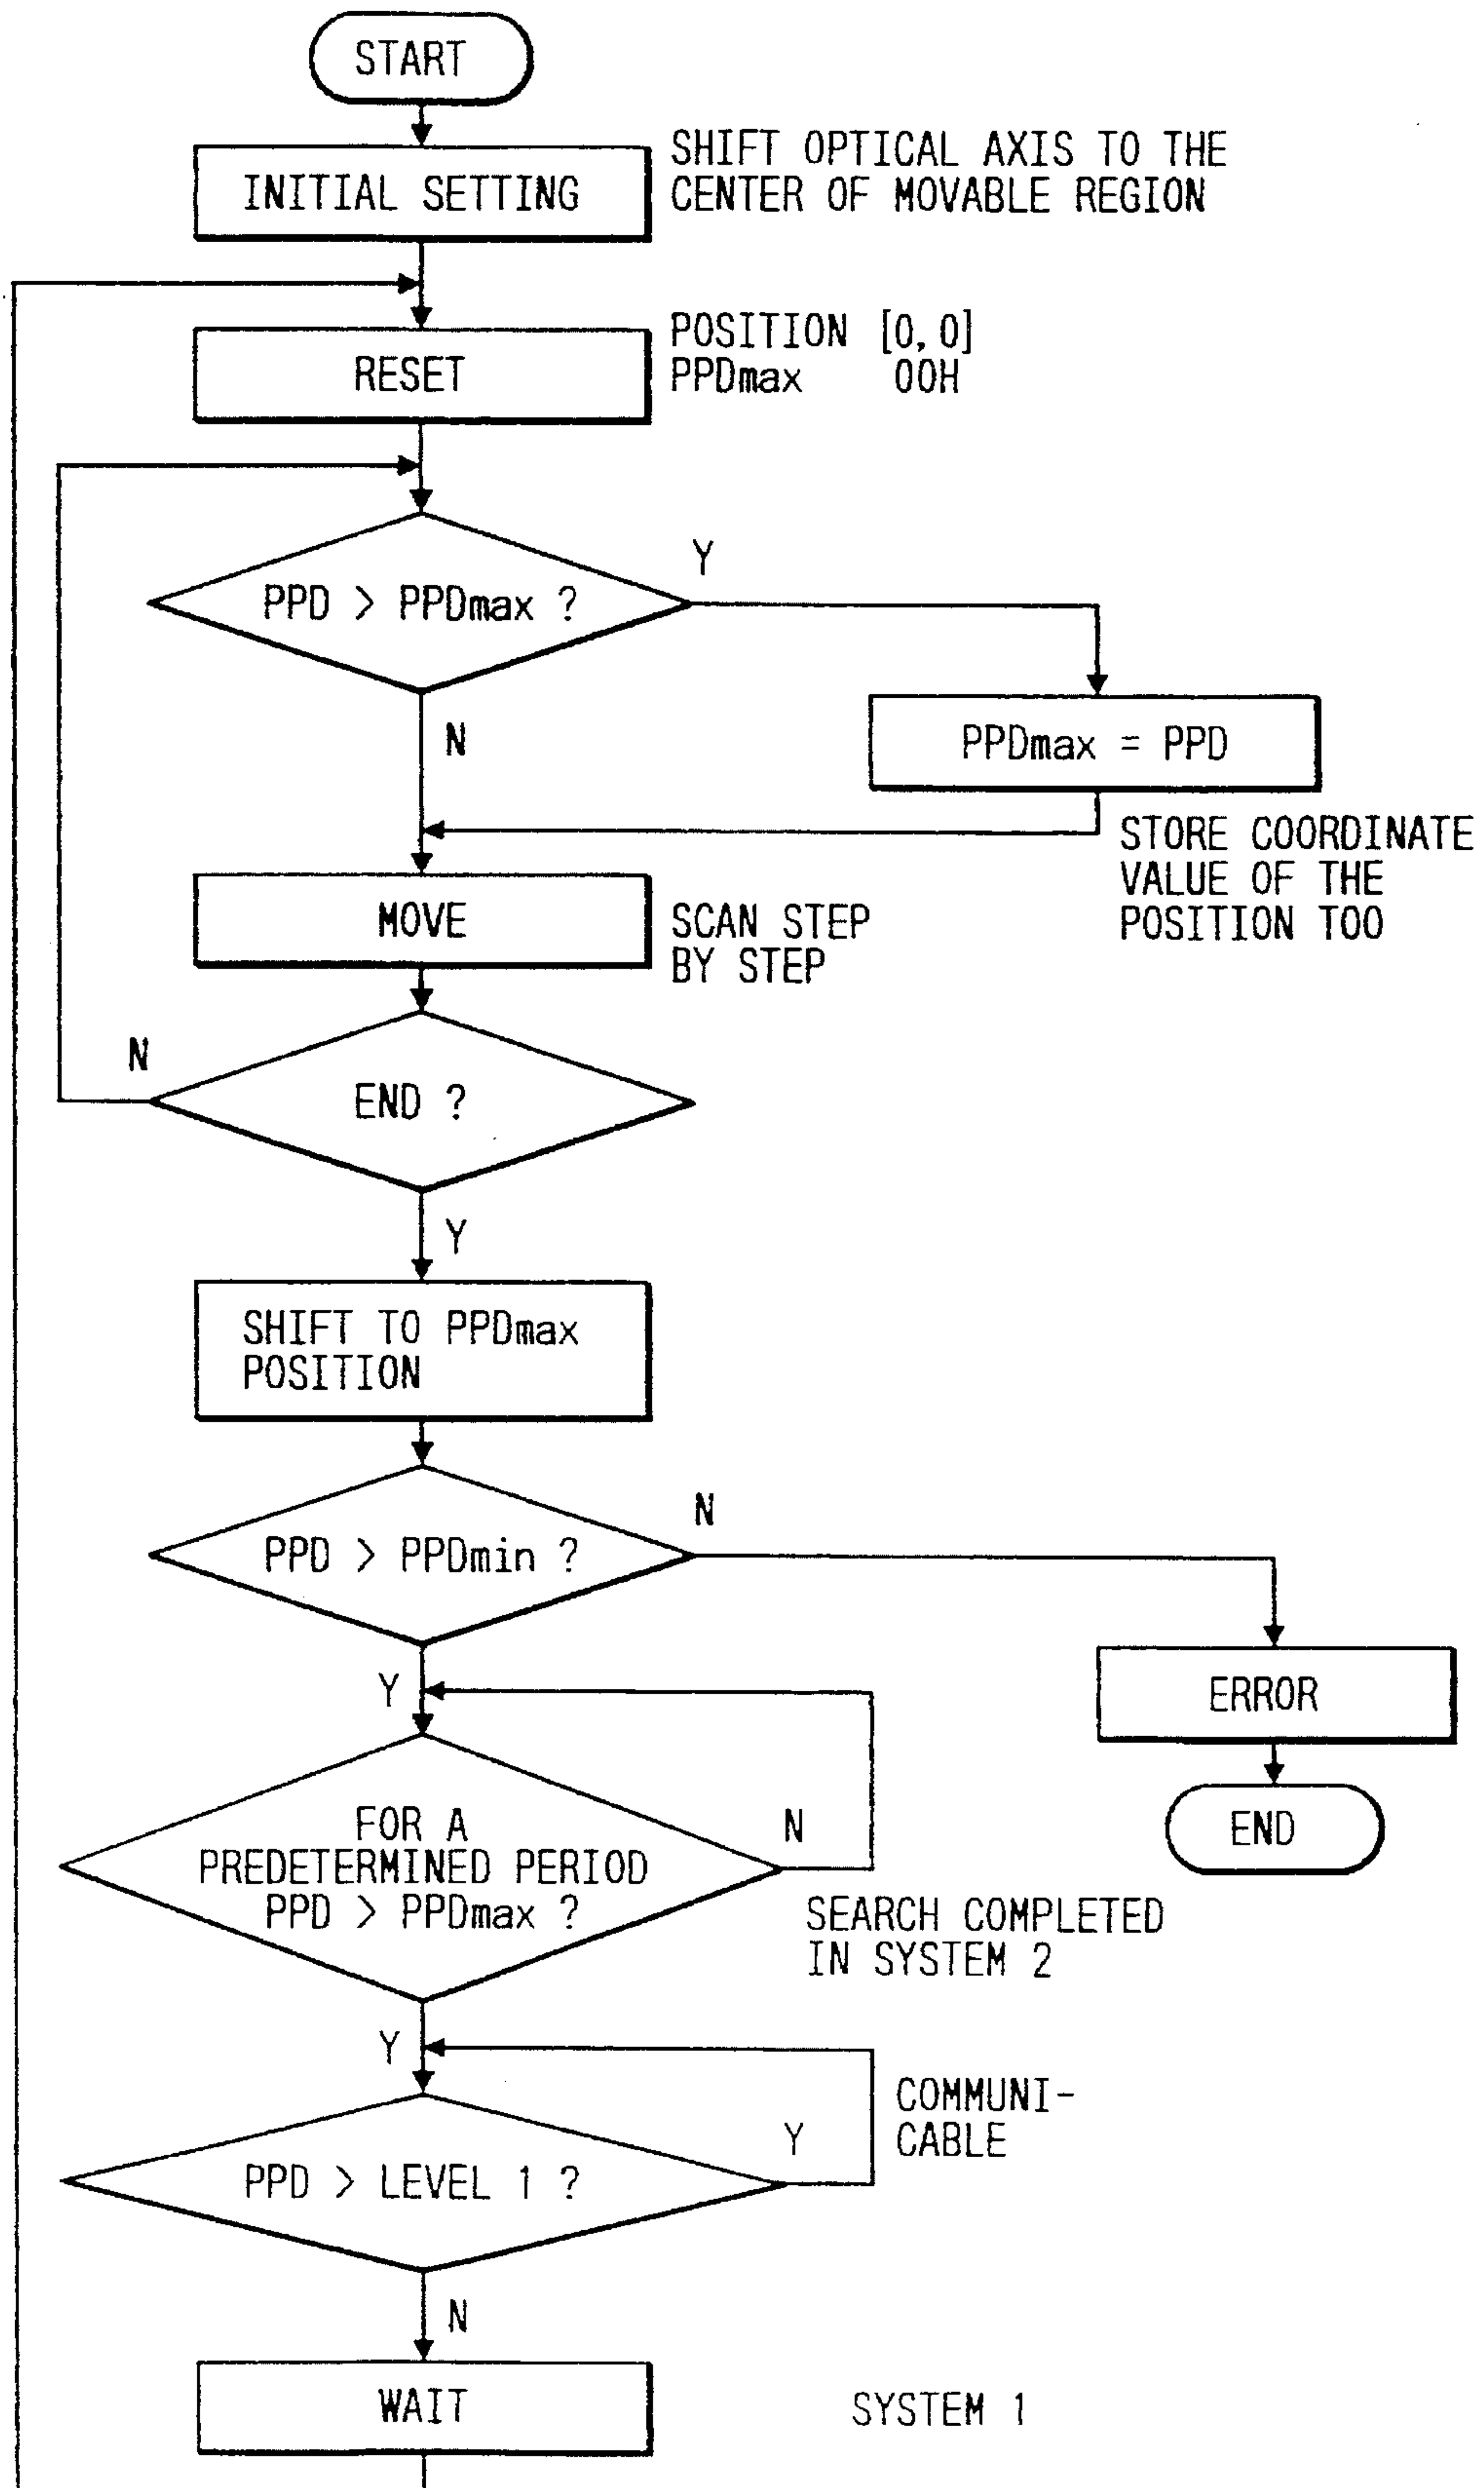 START
INITIAL SETTING
SHIFT OPTICAL AXIS TO THE
CENTER OF MOVABLE REGION
RESET
POSITION [0,0]
PPDmax 00H
PPD > PPDmax ?
Y
N
PPDmax = PPD
STORE COORDINATE
VALUE OF THE
POSITION TOO
MOVE
SCAN STEP
BY STEP
N
END ?
Y
SHIFT TO PPDmax
POSITION
PPD > PPDmin ?
N
Y
ERROR
END
FOR A
PREDETERMINED PERIOD
PPD > PPDmax ?
N
SEARCH COMPLETED
IN SYSTEM 2
Y
PPD > LEVEL 1 ?
Y
COMMUNI-
CABLE
N
WAIT
SYSTEM 1